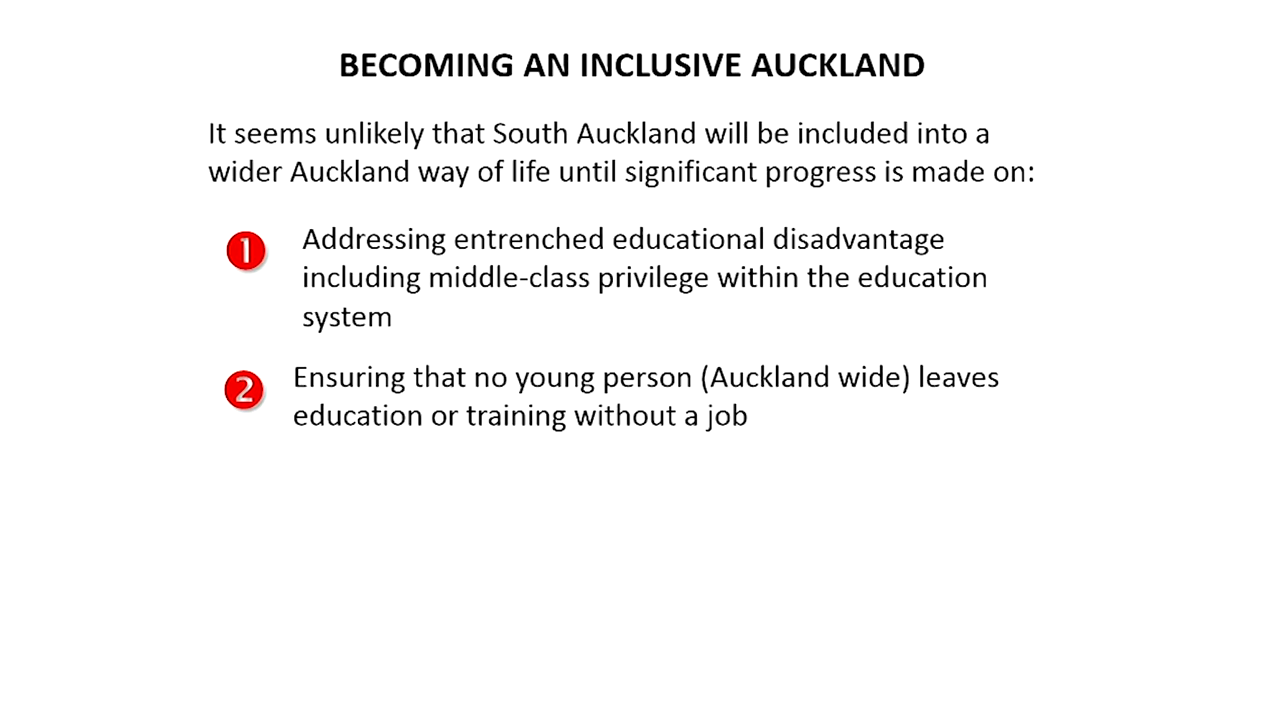 BECOMING AN INCLUSIVE AUCKLAND
It seems unlikely that South Auckland will be included into a
wider Auckland way of life until significant progress is made on:
1 Addressing entrenched educational disadvantage
including middle-class privilege within the education
system
2 Ensuring that no young person (Auckland wide) leaves
education or training without a job